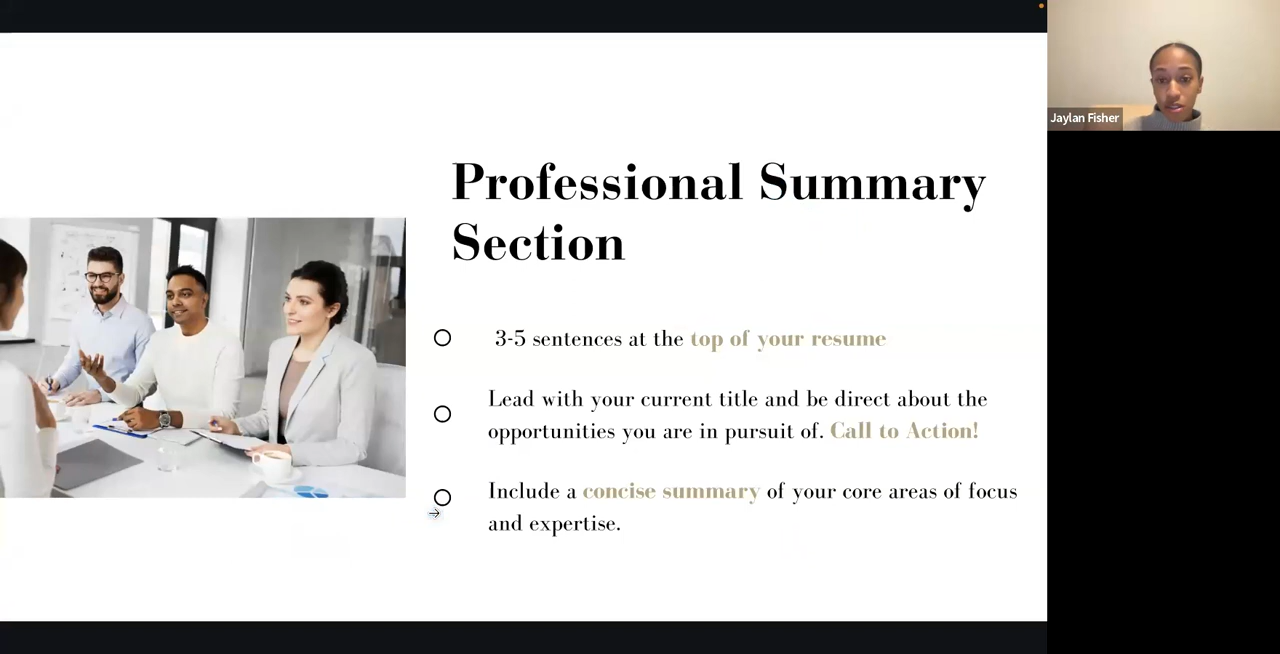 Professional Summary
Section
3-5 sentences at the top of your resume
Lead with your current title and be direct about the
opportunities you are in pursuit of. Call to Action!
Include a concise summary of your core areas of focus
and expertise.
Jaylan Fisher